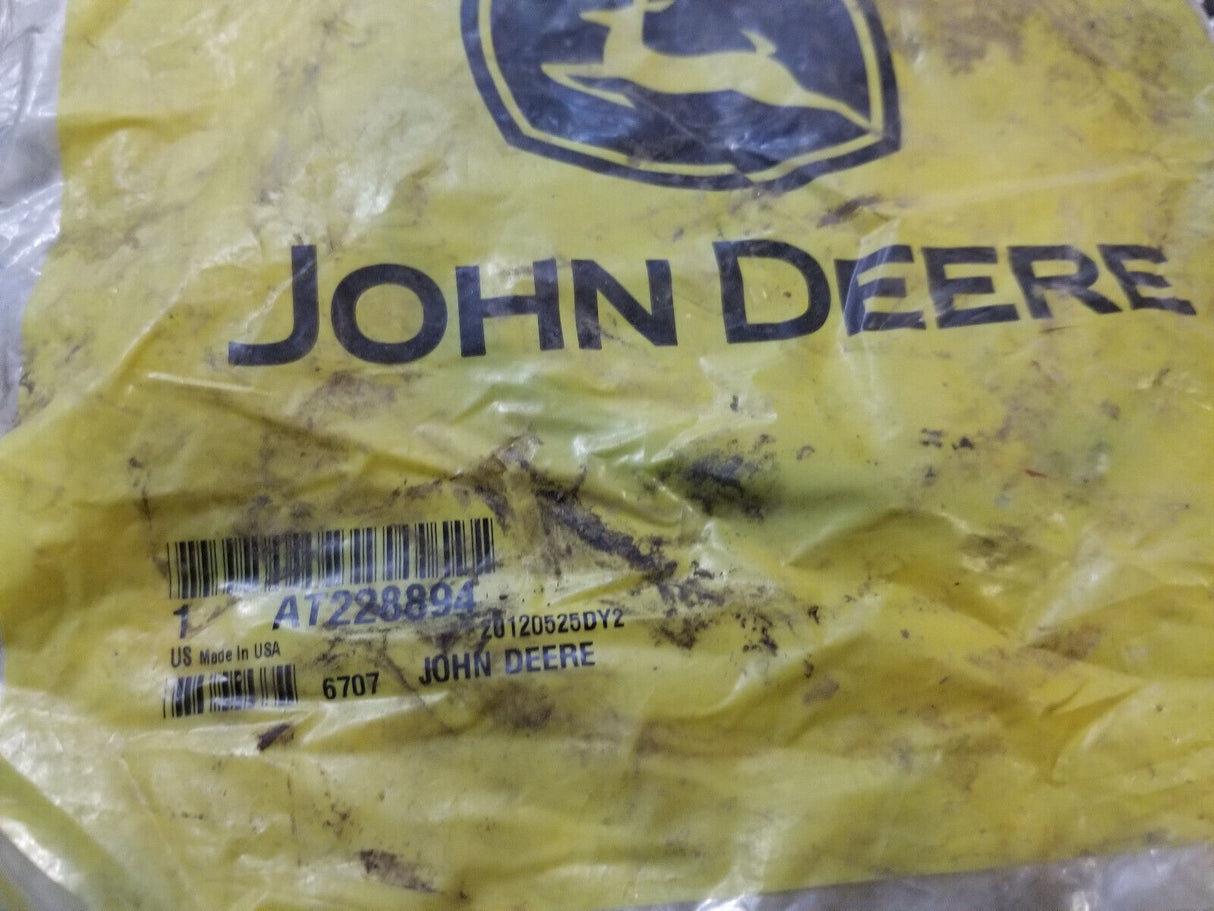 JOHN DEERE
1 AT228894
20120525DY2
US Made In USA
6707 JOHN DEERE